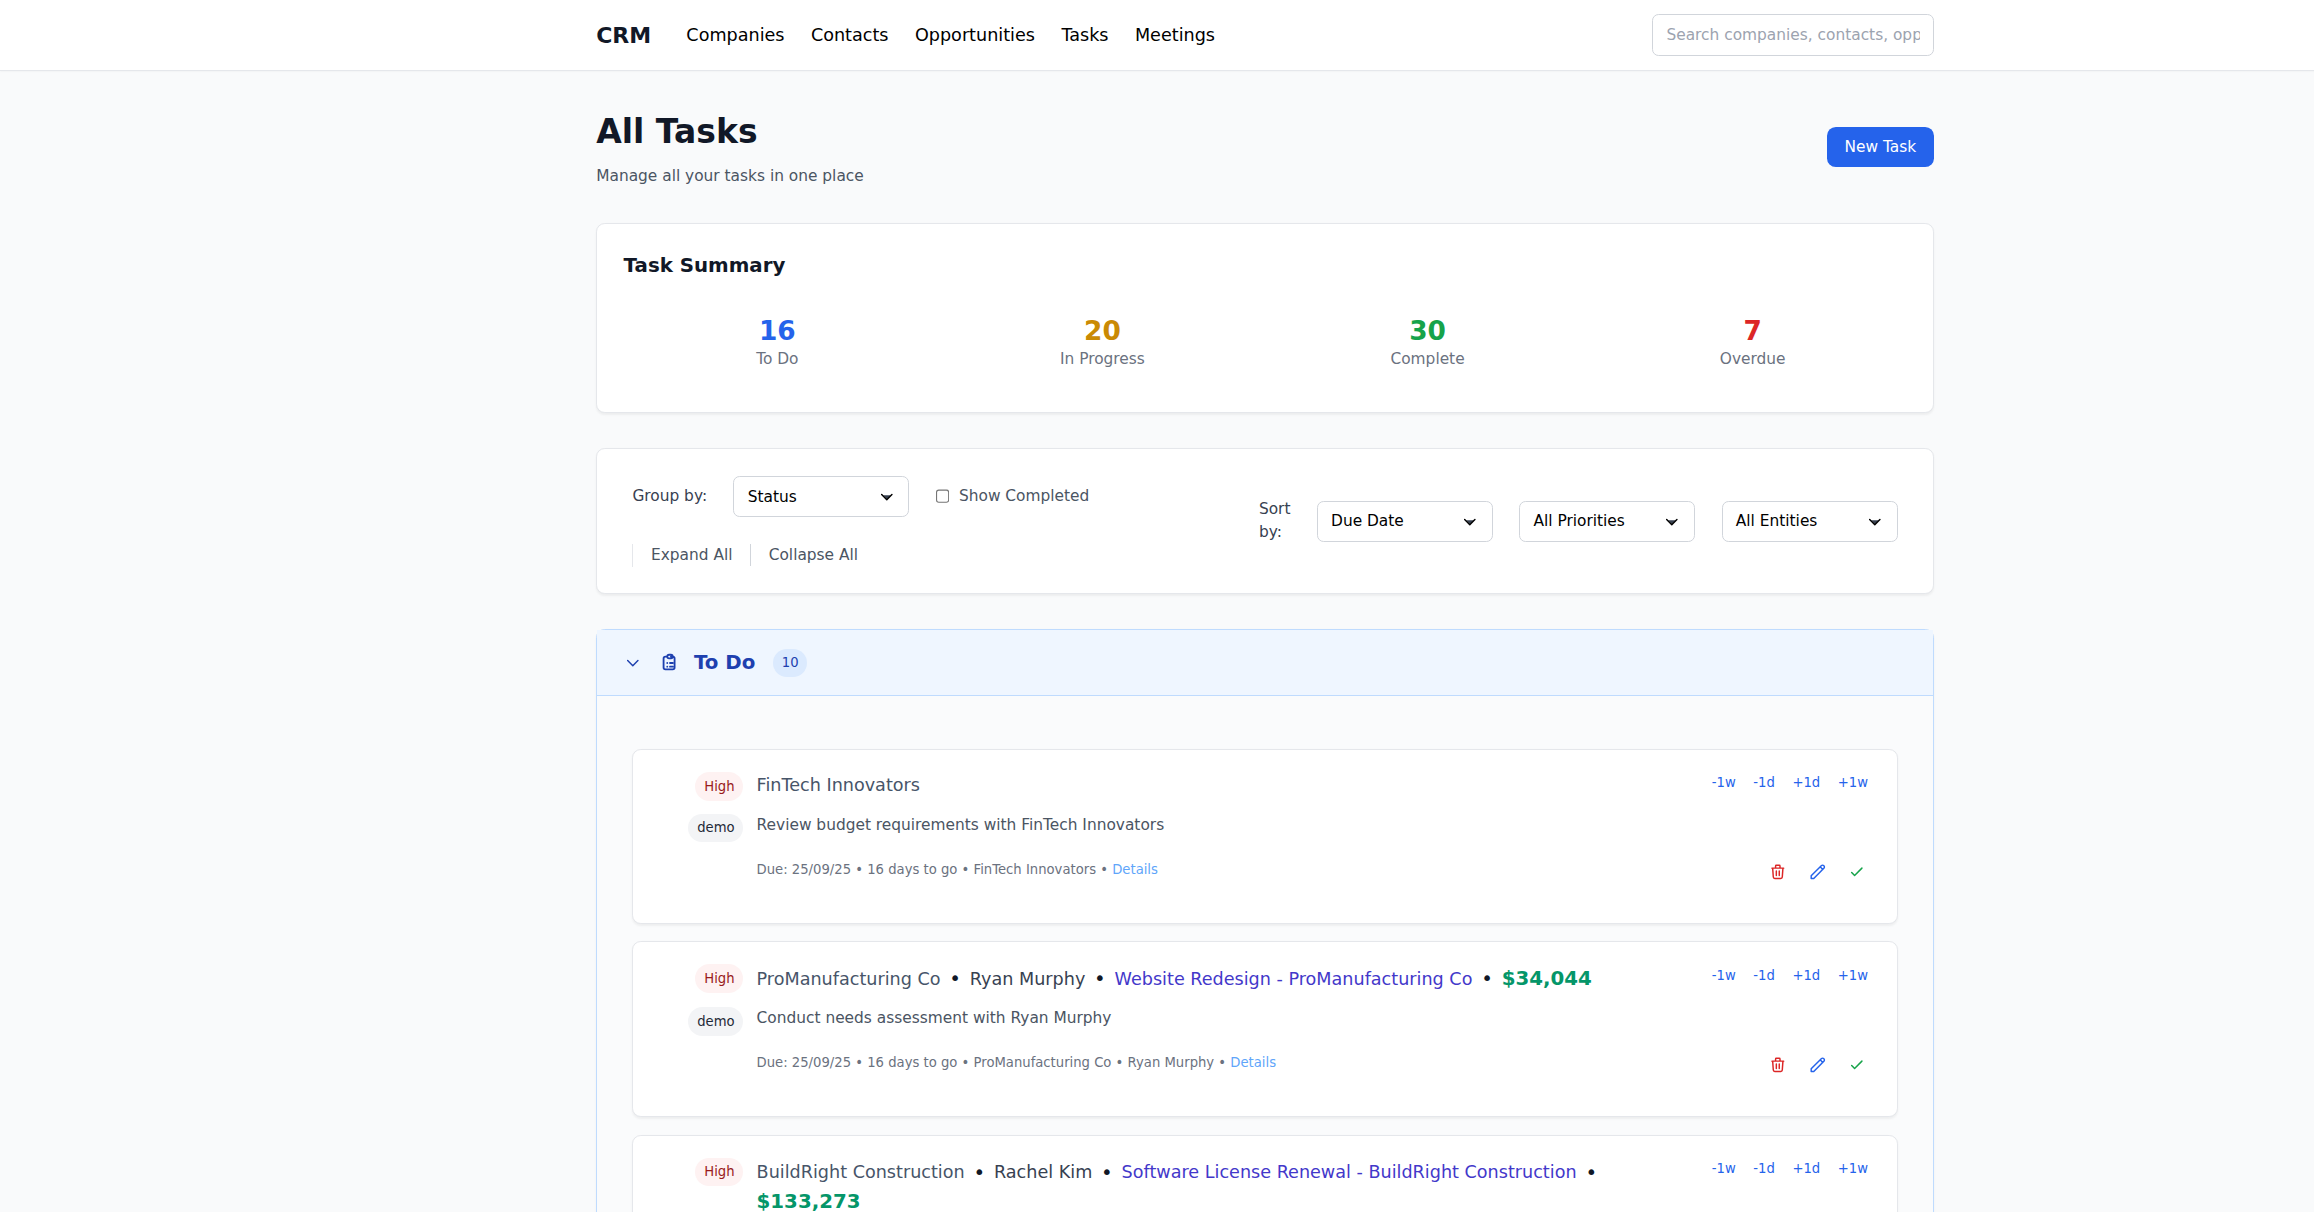 CRM Companies Contacts Opportunities Tasks Meetings Search companies, contacts, opp
All Tasks
New Task
Manage all your tasks in one place
Task Summary
16 20 30 7
To Do In Progress Complete Overdue
Group by: Status Show Completed
Sort by: Due Date All Priorities All Entities
Expand All Collapse All
To Do 10
High FinTech Innovators -1w -1d +1d +1w
demo Review budget requirements with FinTech Innovators
Due: 25/09/25 • 16 days to go • FinTech Innovators • Details
High ProManufacturing Co • Ryan Murphy • Website Redesign - ProManufacturing Co • $34,044 -1w -1d +1d +1w
demo Conduct needs assessment with Ryan Murphy
Due: 25/09/25 • 16 days to go • ProManufacturing Co • Ryan Murphy • Details
High BuildRight Construction • Rachel Kim • Software License Renewal - BuildRight Construction • -1w -1d +1d +1w
$133,273